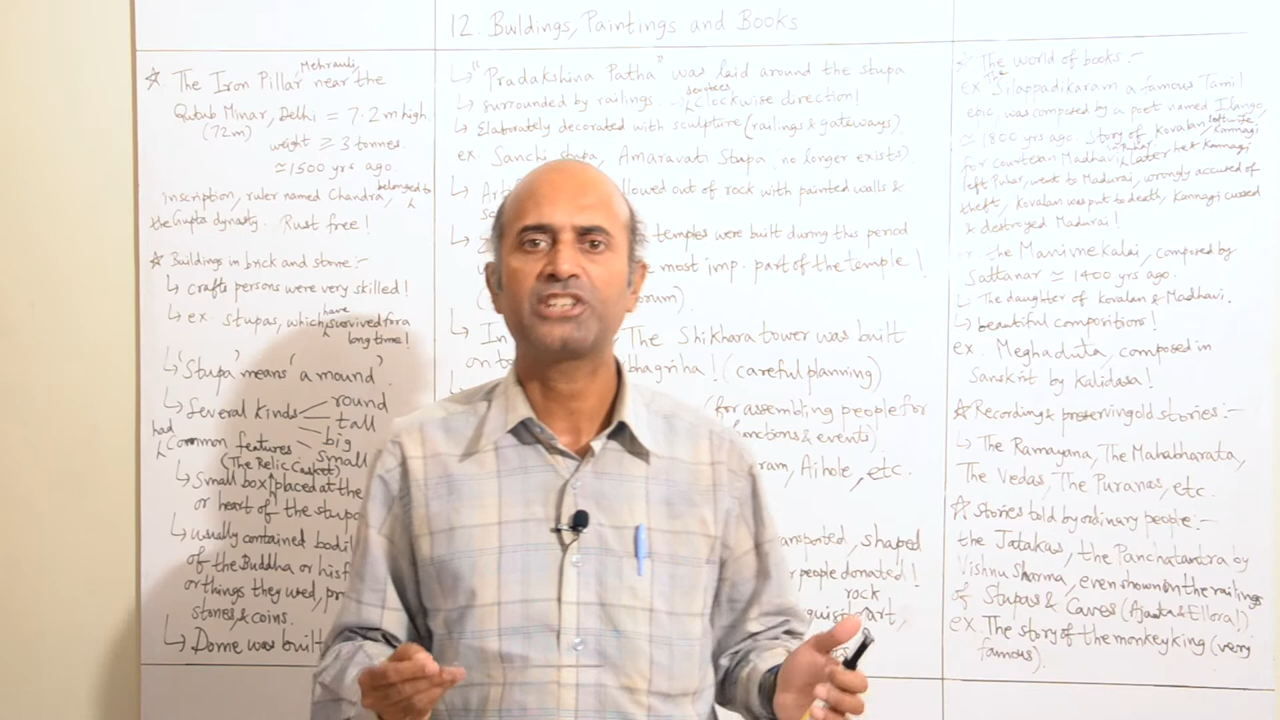 12. Buildings, Paintings and Books
☆ The Iron Pillar near the
Mehrauli,
Qutub Minar, Delhi = 7.2 m high.
(72m)
weight ≥ 3 tonnes.
≃1500 yrs ago.
Inscription, ruler named Chandra, belonged to
the Gupta dynasty. Rust free!
☆ Buildings in brick and stone:-
↳ crafts persons were very skilled!
↳ ex. stupas, which have survived for a
long time!
↳ 'Stupa' means 'a mound'.
↳ Several kinds round
tall
big
small
↳ had Common features
(The Relic Casket)
↳ Small box placed at the
or heart of the stupa
↳ usually contained
of the Buddha or his
or things they used,
stones, & coins.
↳ Dome was built
↳ "Pradakshina Patha" was laid around the stupa
↳ surrounded by railings. clockwise direction!
↳ Elaborately decorated with sculpture (railings & gateways).
ex. Sanchi stupa, Amaravati Stupa (no longer exists)
↳ out of rock with painted walls &
↳ temples were built during this period
most imp. part of the temple!
↳ In The Shikhara tower was built
on (careful planning)
(for assembling people for
functions & events)
Aihole, etc.
shaped
people donated!
rock
art,
☆ The world of books:-
ex. The Silappadikaram a famous Tamil
epic, was composed by a poet named Ilango,
≃ 1800 yrs ago. Story of Kovalan left wife, Kannagi
for courtesan Madhavi, Later he & Kannagi
left Puhar, went to Madurai, wrongly accused of
theft, Kovalan was put to death, Kannagi cursed
& destroyed Madurai!
the Manimekalai, composed by
Sattanar ≃ 1400 yrs ago.
↳ The daughter of Kovalan & Madhavi.
↳ beautiful compositions!
ex. Meghaduta, composed in
Sanskrit by Kalidasa!
☆ Recording & preserving old stories:-
↳ The Ramayana, The Mahabharata,
The Vedas, The Puranas, etc.
☆ Stories told by ordinary people:-
the Jatakas, the Panchatantra by
Vishnu Sharma, even shown on the railings
of Stupas & Caves (Ajanta & Ellora!)
ex. The story of the monkey king (very
famous).